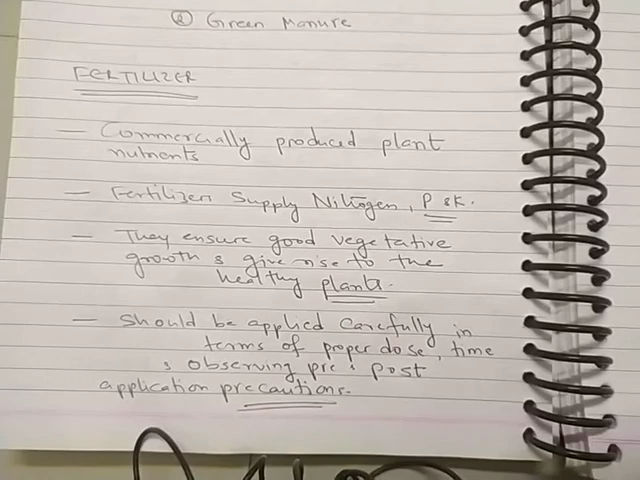 ② Green Manure
FERTILIZER
— Commercially produced plant
nutrients
— Fertilizers Supply Nitrogen, P & K.
— They ensure good vegetative
growth & give rise to the
healthy plants.
— Should be applied carefully in
terms of proper dose, time
& observing pre & post
application precautions.